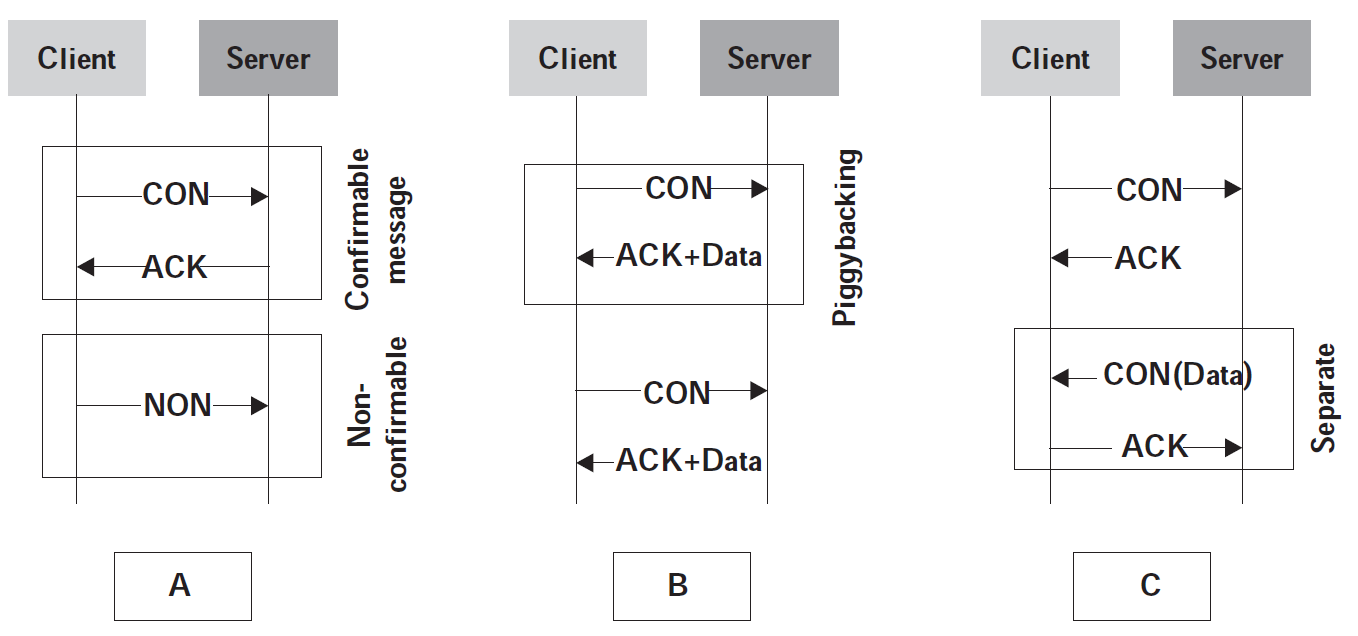 Client
Server
CON
ACK
Confirmable
message
NON
Non-
confirmable
A
Client
Server
CON
ACK+Data
Piggybacking
CON
ACK+Data
B
Client
Server
CON
ACK
CON(Data)
ACK
Separate
C